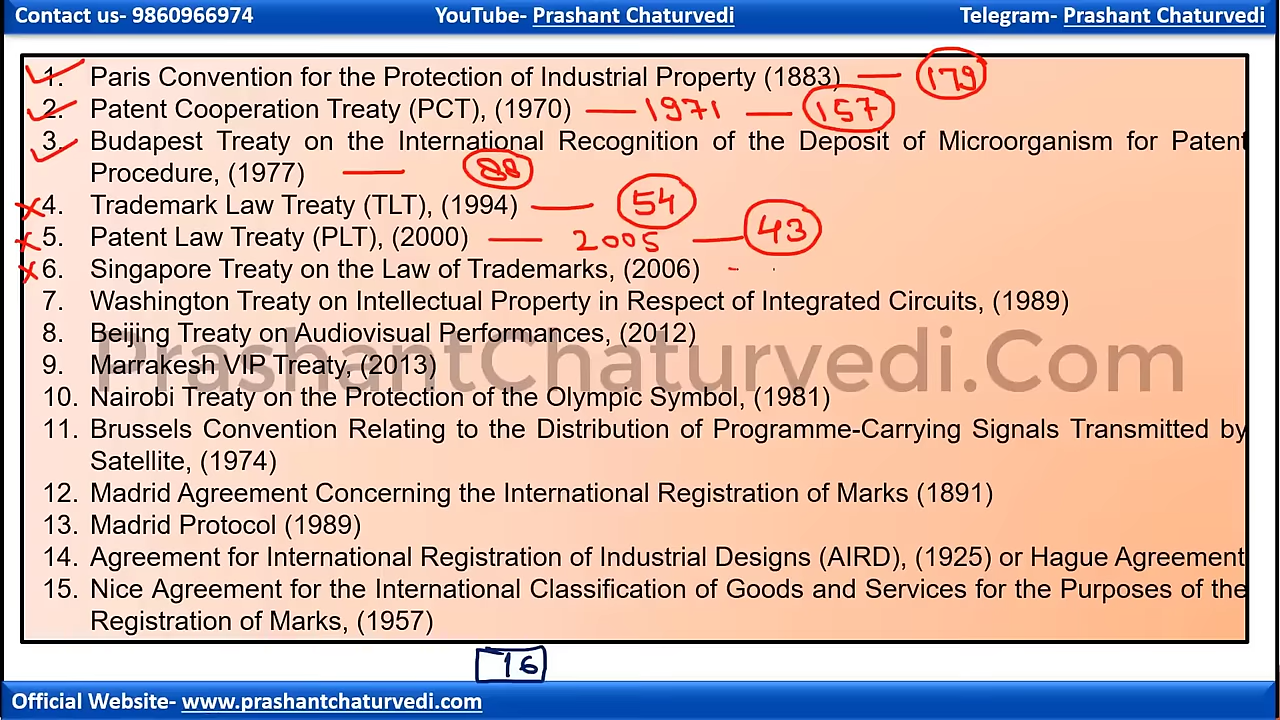 Contact us- 9860966974 YouTube- Prashant Chaturvedi Telegram- Prashant Chaturvedi
1. Paris Convention for the Protection of Industrial Property (1883) — 179
2. Patent Cooperation Treaty (PCT), (1970) — 1971 — 157
3. Budapest Treaty on the International Recognition of the Deposit of Microorganism for Patent
Procedure, (1977) — 88
4. Trademark Law Treaty (TLT), (1994) — 54
5. Patent Law Treaty (PLT), (2000) — 2005 — 43
6. Singapore Treaty on the Law of Trademarks, (2006) -
7. Washington Treaty on Intellectual Property in Respect of Integrated Circuits, (1989)
8. Beijing Treaty on Audiovisual Performances, (2012)
PrashantChaturvedi.Com
9. Marrakesh VIP Treaty, (2013)
10. Nairobi Treaty on the Protection of the Olympic Symbol, (1981)
11. Brussels Convention Relating to the Distribution of Programme-Carrying Signals Transmitted by
Satellite, (1974)
12. Madrid Agreement Concerning the International Registration of Marks (1891)
13. Madrid Protocol (1989)
14. Agreement for International Registration of Industrial Designs (AIRD), (1925) or Hague Agreement
15. Nice Agreement for the International Classification of Goods and Services for the Purposes of the
Registration of Marks, (1957)
16
Official Website- www.prashantchaturvedi.com